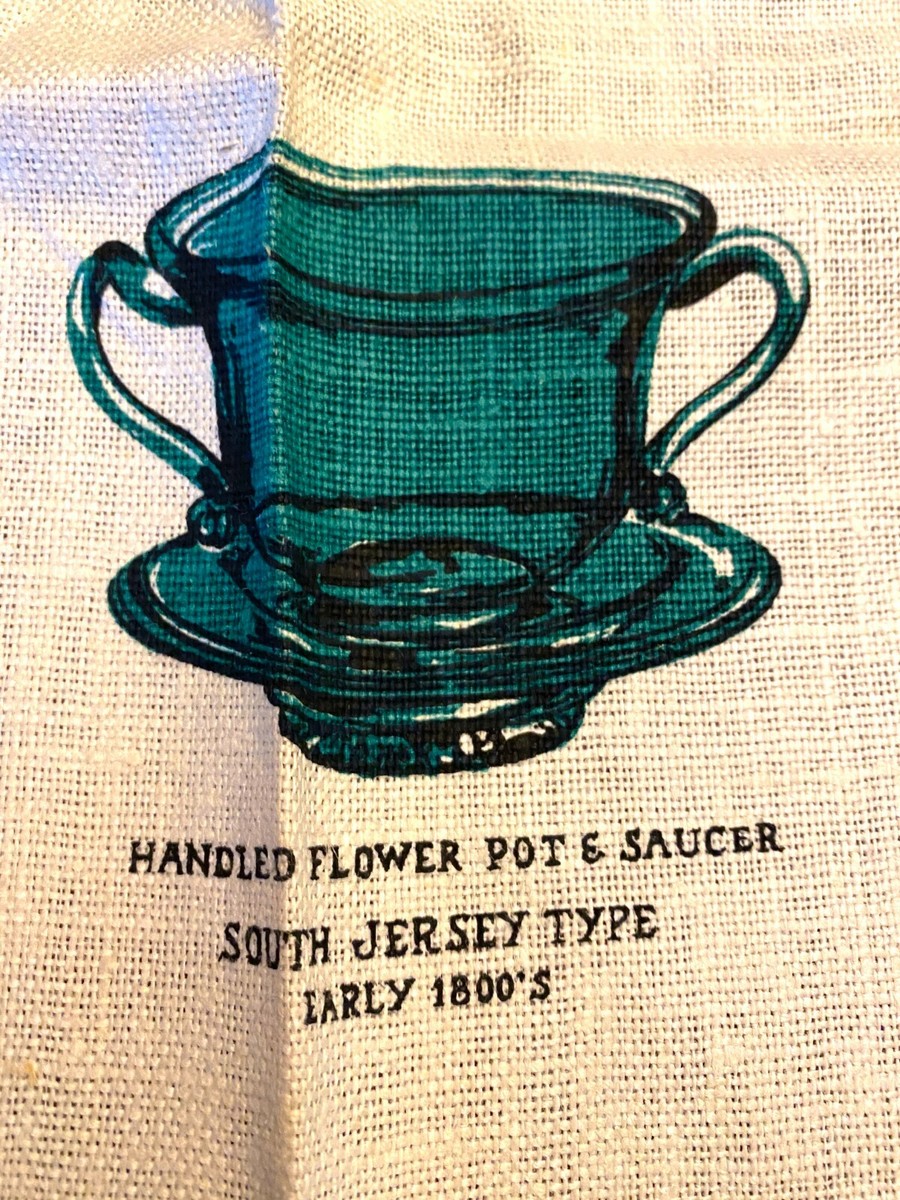 HANDLED FLOWER POT & SAUCER
SOUTH JERSEY TYPE
EARLY 1800'S